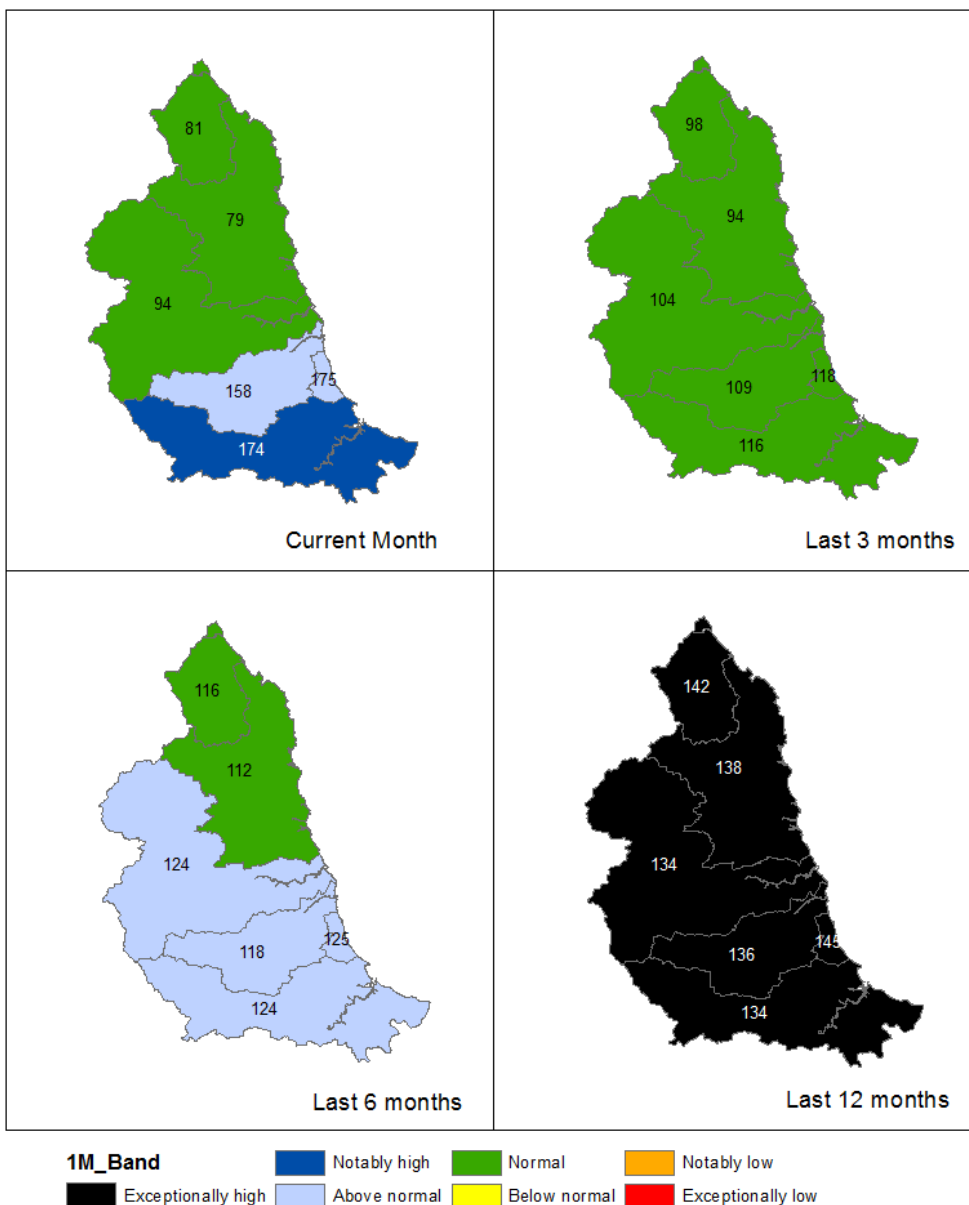 81
79
94
158
175
174
Current Month
98
94
104
109
118
116
Last 3 months
116
112
124
118
125
124
Last 6 months
142
138
134
136
145
134
Last 12 months
1M_Band
Notably high
Normal
Notably low
Exceptionally high
Above normal
Below normal
Exceptionally low